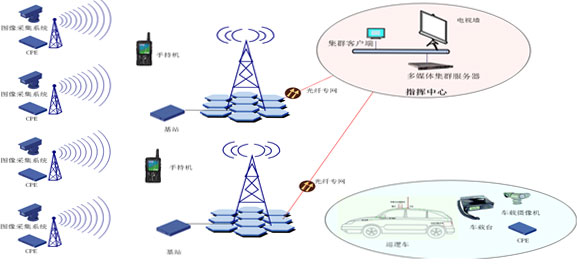 图像采集系统
CPE
图像采集系统
CPE
图像采集系统
CPE
图像采集系统
CPE
手持机
基站
光纤专网
手持机
基站
光纤专网
电视墙
集群客户端
多媒体集群服务器
指挥中心
巡逻车
车载台
车载摄像机
CPE